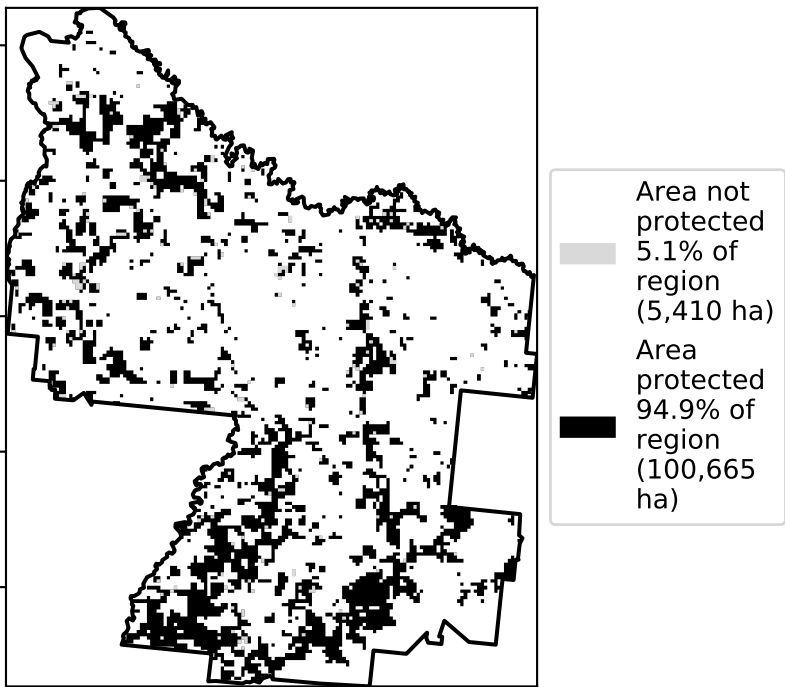 Area not
protected
5.1% of
region
(5,410 ha)
Area
protected
94.9% of
region
(100,665
ha)